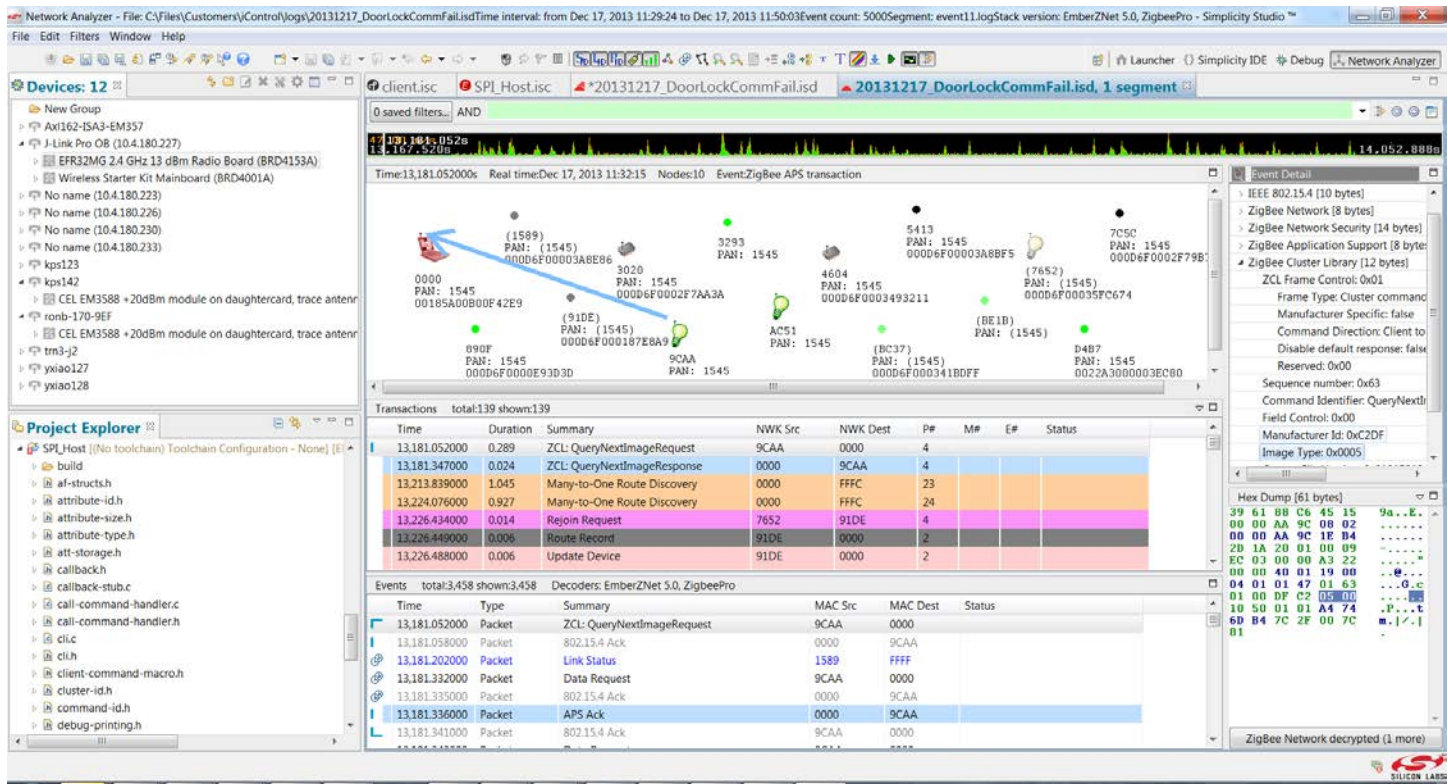 Network Analyzer - File: C:\Files\Customers\iControl\logs\20131217_DoorLockCommFail.isdTime interval: from Dec 17, 2013 11:29:24 to Dec 17, 2013 11:50:03Event count: 5000Segment: event11.logStack version: EmberZNet 5.0, ZigbeePro - Simplicity Studio ™
File Edit Filters Window Help
Launcher Simplicity IDE Debug Network Analyzer
Devices: 12
New Group
Axl162-ISA3-EM357
J-Link Pro OB (10.4.180.227)
EFR32MG 2.4 GHz 13 dBm Radio Board (BRD4153A)
Wireless Starter Kit Mainboard (BRD4001A)
No name (10.4.180.223)
No name (10.4.180.226)
No name (10.4.180.230)
No name (10.4.180.233)
kps123
kps142
CEL EM3588 +20dBm module on daughtercard, trace antenn
ronb-170-9EF
CEL EM3588 +20dBm module on daughtercard, trace antenn
trn3-j2
yxiao127
yxiao128
Project Explorer
SPI_Host [(No toolchain) Toolchain Configuration - None] [E
build
af-structs.h
attribute-id.h
attribute-size.h
attribute-type.h
att-storage.h
callback.h
callback-stub.c
call-command-handler.c
call-command-handler.h
cli.c
cli.h
client-command-macro.h
cluster-id.h
command-id.h
debug-printing.h
client.isc SPI_Host.isc *20131217_DoorLockCommFail.isd 20131217_DoorLockCommFail.isd, 1 segment
0 saved filters... AND
13,167.520s 14,052.888s
Time:13,181.052000s Real time:Dec 17, 2013 11:32:15 Nodes:10 Event:ZigBee APS transaction
0000
PAN: 1545
00185A00B00F42E9
(1589)
PAN: (1545)
000D6F00003A8E86
3020
PAN: 1545
000D6F0002F7AA3A
3293
PAN: 1545
4604
PAN: 1545
000D6F0003493211
5413
PAN: 1545
000D6F00003A8BF5
(7652)
PAN: (1545)
000D6F00035FC674
7C5C
PAN: 1545
000D6F0002F79B
890F
PAN: 1545
000D6F0000E93D3D
(91DE)
PAN: (1545)
000D6F000187E8A9
9CAA
PAN: 1545
AC51
PAN: 1545
(BC37)
PAN: (1545)
000D6F000341BDFF
(BE1B)
PAN: (1545)
D4B7
PAN: 1545
0022A3000003EC80
Transactions total:139 shown:139
Time Duration Summary NWK Src NWK Dest P# M# E# Status
13,181.052000 0.289 ZCL: QueryNextImageRequest 9CAA 0000 4
13,181.347000 0.024 ZCL: QueryNextImageResponse 0000 9CAA 4
13,213.839000 1.045 Many-to-One Route Discovery 0000 FFFC 23
13,224.076000 0.927 Many-to-One Route Discovery 0000 FFFC 24
13,226.434000 0.014 Rejoin Request 7652 91DE 4
13,226.449000 0.006 Route Record 91DE 0000 2
13,226.488000 0.006 Update Device 91DE 0000 2
Events total:3,458 shown:3,458 Decoders: EmberZNet 5.0, ZigbeePro
Time Type Summary MAC Src MAC Dest Status
13,181.052000 Packet ZCL: QueryNextImageRequest 9CAA 0000
13,181.058000 Packet 802.15.4 Ack 0000 9CAA
13,181.202000 Packet Link Status 1589 FFFF
13,181.332000 Packet Data Request 9CAA 0000
13,181.335000 Packet 802.15.4 Ack 0000 9CAA
13,181.336000 Packet APS Ack 0000 9CAA
13,181.341000 Packet 802.15.4 Ack 9CAA 0000
Event Detail
IEEE 802.15.4 [10 bytes]
ZigBee Network [8 bytes]
ZigBee Network Security [14 bytes]
ZigBee Application Support [8 byte
ZigBee Cluster Library [12 bytes]
ZCL Frame Control: 0x01
Frame Type: Cluster command
Manufacturer Specific: false
Command Direction: Client to
Disable default response: false
Reserved: 0x00
Sequence number: 0x63
Command Identifier: QueryNextIr
Field Control: 0x00
Manufacturer Id: 0xC2DF
Image Type: 0x0005
Hex Dump [61 bytes]
39 61 88 C6 45 15 9a..E.
00 00 AA 9C 08 02 ......
00 00 AA 9C 1E B4 ......
2D 1A 20 01 00 09 -.....
EC 03 00 00 A3 22 ....."
00 00 40 01 19 00 ..@...
04 01 01 47 01 63 ...G.c
01 00 DF C2 05 00 ......
10 50 01 01 A4 74 .P...t
6D B4 7C 2F 00 7C m.|/.|
81 .
ZigBee Network decrypted (1 more)
SILICON LABS